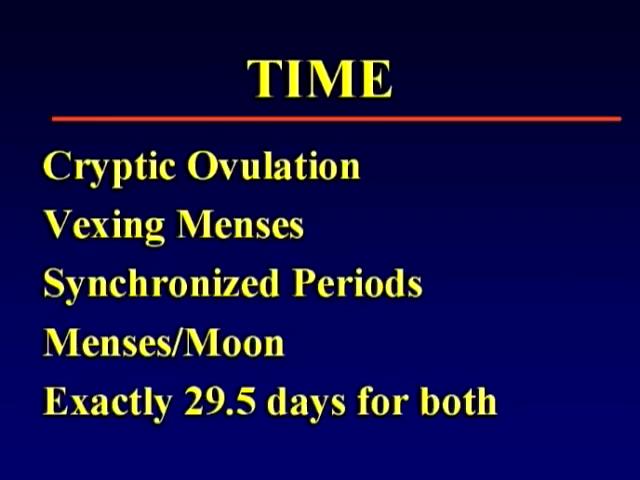 TIME
Cryptic Ovulation
Vexing Menses
Synchronized Periods
Menses/Moon
Exactly 29.5 days for both